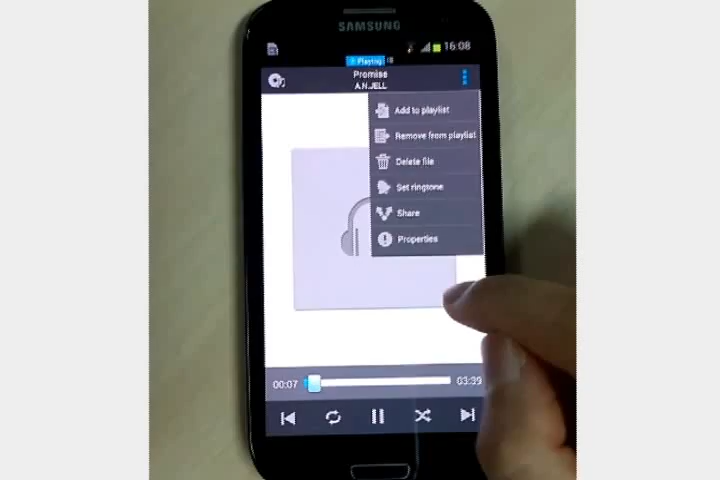 SAMSUNG
16:08
Playing
Promise
A.N.JELL
Add to playlist
Remove from playlist
Delete file
Set ringtone
Share
Properties
00:07
03:39